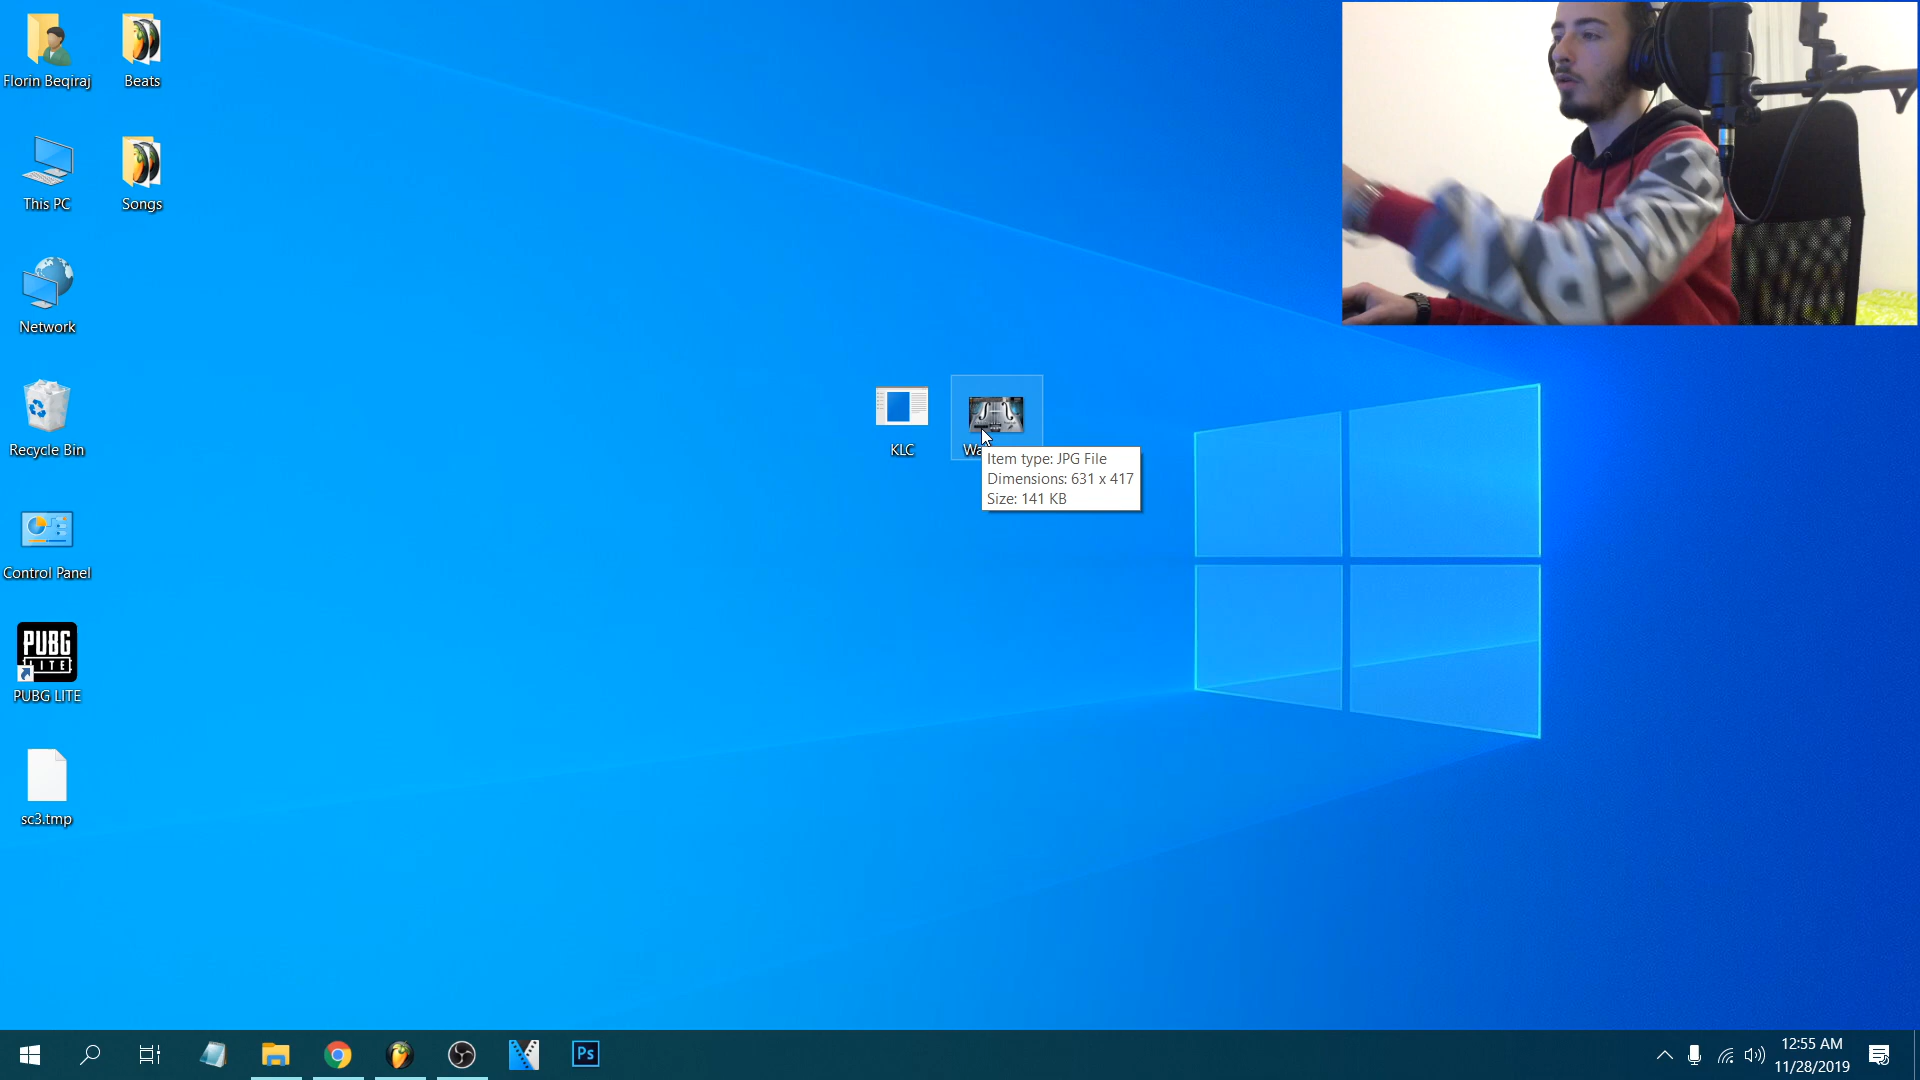 Florin Beqiraj
Beats
This PC
Songs
Network
Recycle Bin
Control Panel
PUBG
LITE
PUBG LITE
sc3.tmp
KLC
Item type: JPG File
Dimensions: 631 x 417
Size: 141 KB
Ps
12:55 AM
11/28/2019